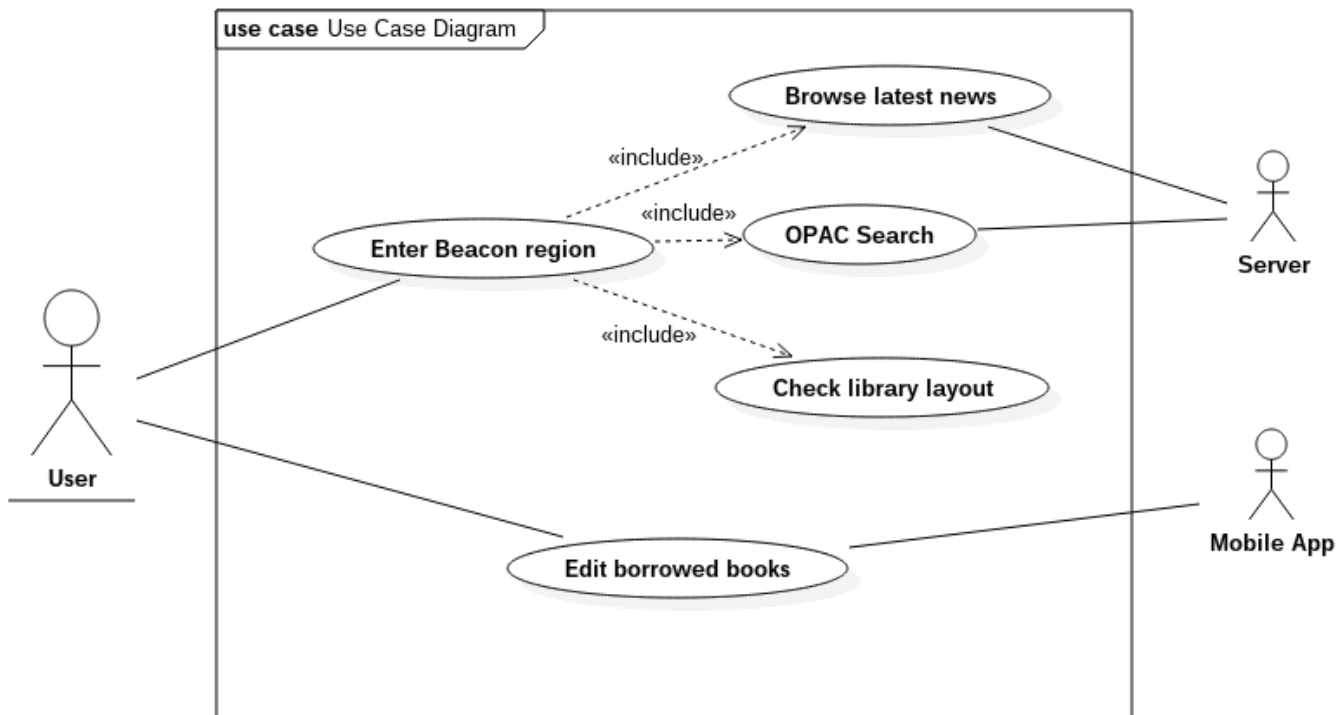 use case Use Case Diagram
Browse latest news
«include»
«include»
OPAC Search
Enter Beacon region
Server
«include»
Check library layout
User
Mobile App
Edit borrowed books